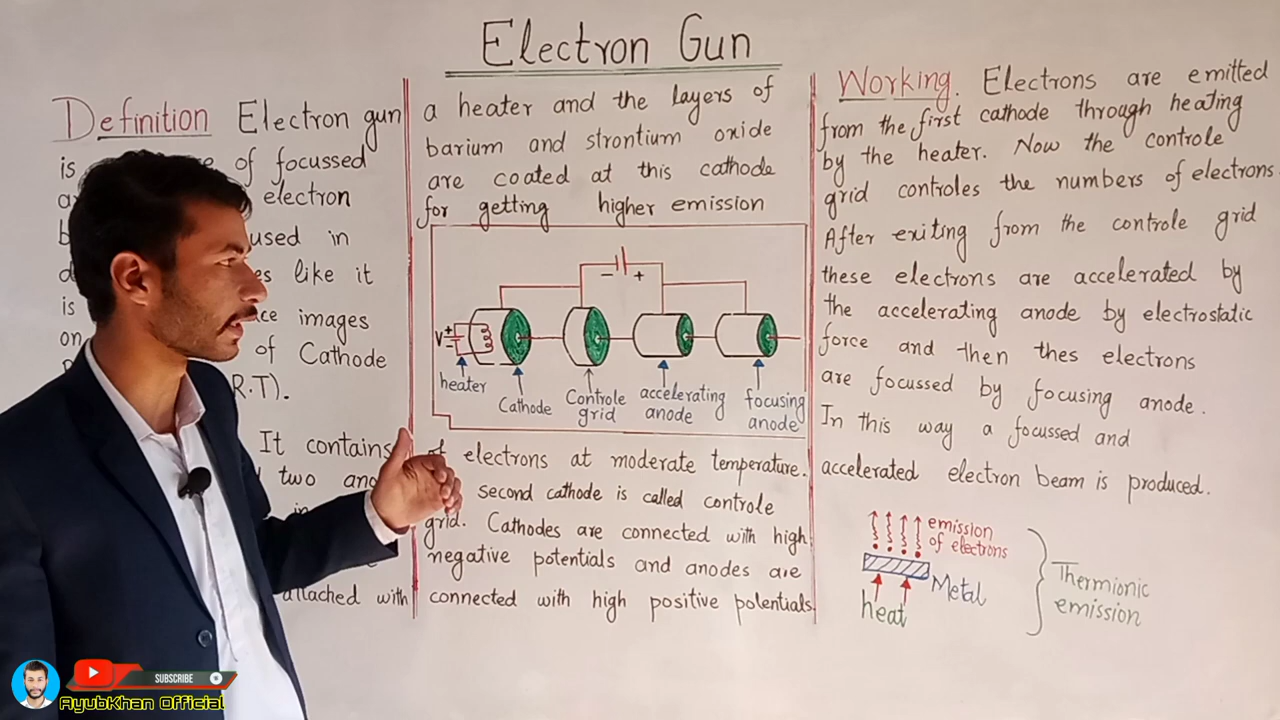 Electron Gun
Definition Electron gun
is of focussed
electron
used in
like it
is images
on of Cathode
R.T).
It contains
two
attached with
a heater and the layers of
barium and strontium oxide
are coated at this cathode
for getting higher emission
- +
V + -
heater
Cathode
Controle
grid
accelerating
anode
focusing
anode
of electrons at moderate temperature.
second cathode is called controle
grid. Cathodes are connected with high
negative potentials and anodes are
connected with high positive potentials
Working. Electrons are emitted
from the first cathode through heating
by the heater. Now the controle
grid controles the numbers of electrons.
After exiting from the controle grid
these electrons are accelerated by
the accelerating anode by electrostatic
force and then thes electrons
are focussed by focusing anode.
In this way a focussed and
accelerated electron beam is produced.
emission
of electrons
Metal
heat
Thermionic
emission
SUBSCRIBE
AyubKhan Official